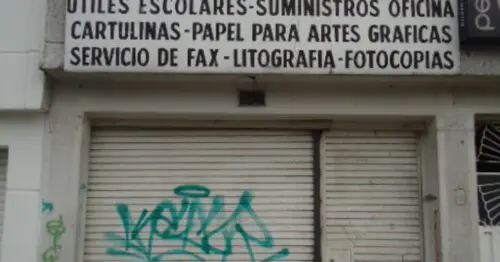 UTILES ESCOLARES-SUMINISTROS OFICINA
CARTULINAS-PAPEL PARA ARTES GRAFICAS
SERVICIO DE FAX-LITOGRAFIA-FOTOCOPIAS